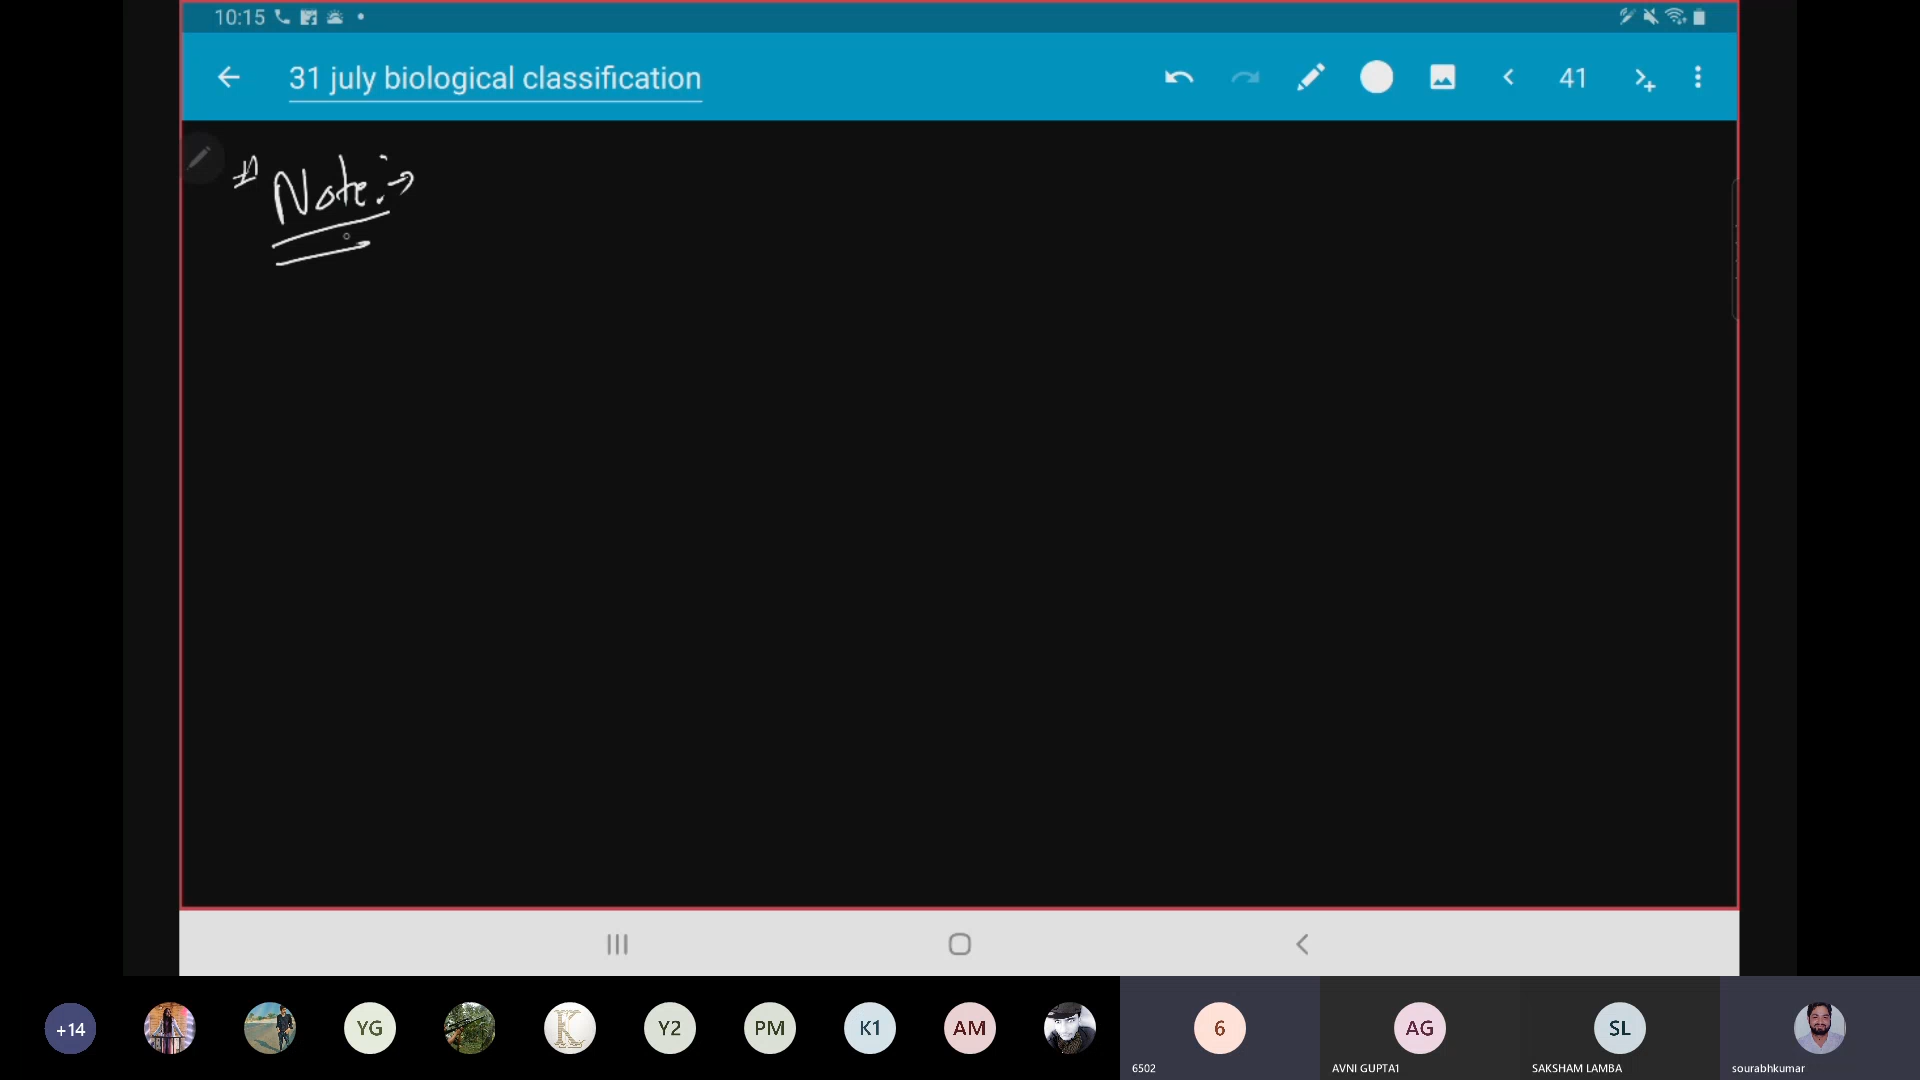 10:15
31 july biological classification
41
Note:→
+14
YG
K
Y2
PM
K1
AM
6
AG
SL
6502
AVNI GUPTA1
SAKSHAM LAMBA
sourabhkumar